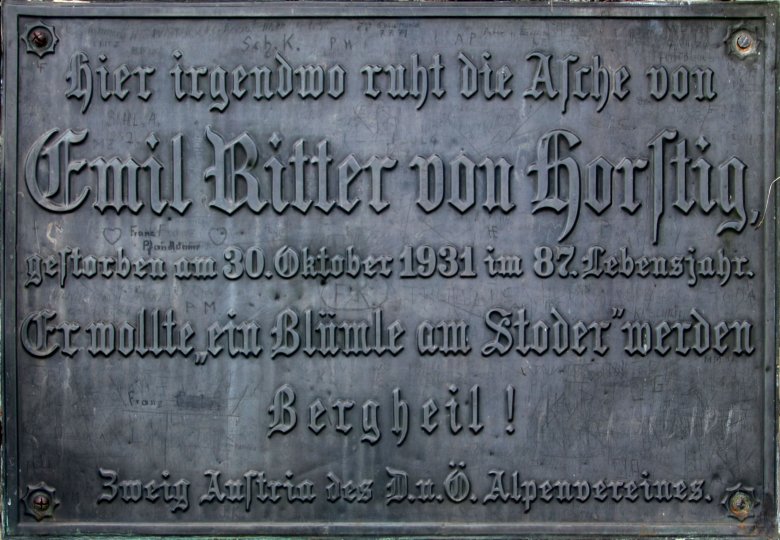 Hier irgendwo ruht die Asche von
Emil Ritter von Horstig,
gestorben am 30. Oktober 1931 im 87. Lebensjahr.
Er wollte „ein Blümle am Stoder" werden
Bergheil!
Zweig Austria des D.u.Ö. Alpenvereines.